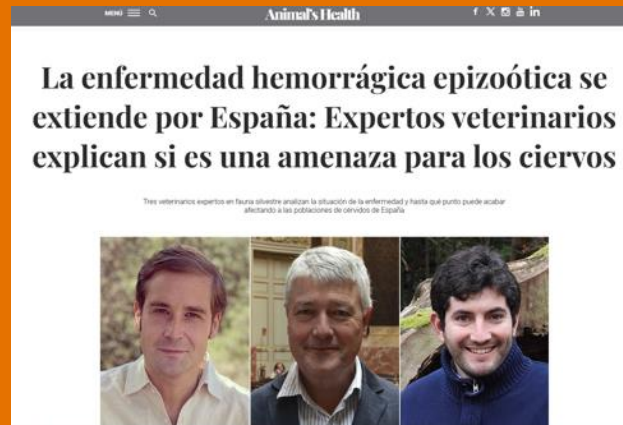 MENÚ
Animal's Health
La enfermedad hemorrágica epizoótica se
extiende por España: Expertos veterinarios
explican si es una amenaza para los ciervos
Tres veterinarios expertos en fauna silvestre analizan la situación de la enfermedad y hasta qué punto puede acabar
afectando a las poblaciones de cérvidos de España